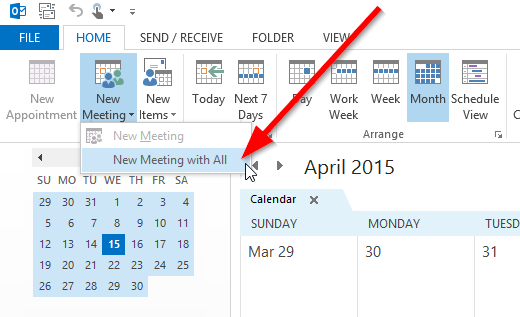 FILE HOME SEND / RECEIVE FOLDER VIEW
New Appointment
New Meeting
New Items
Today
Next 7 Days
Day
Work Week
Week
Month
Schedule View
Arrange
New Meeting
New Meeting with All
April 2015
Calendar
SU MO TU WE TH FR SA
29 30 31 1 2 3 4
5 6 7 8 9 10 11
12 13 14 15 16 17 18
19 20 21 22 23 24 25
26 27 28 29 30
SUNDAY MONDAY TUESDAY
Mar 29 30 31